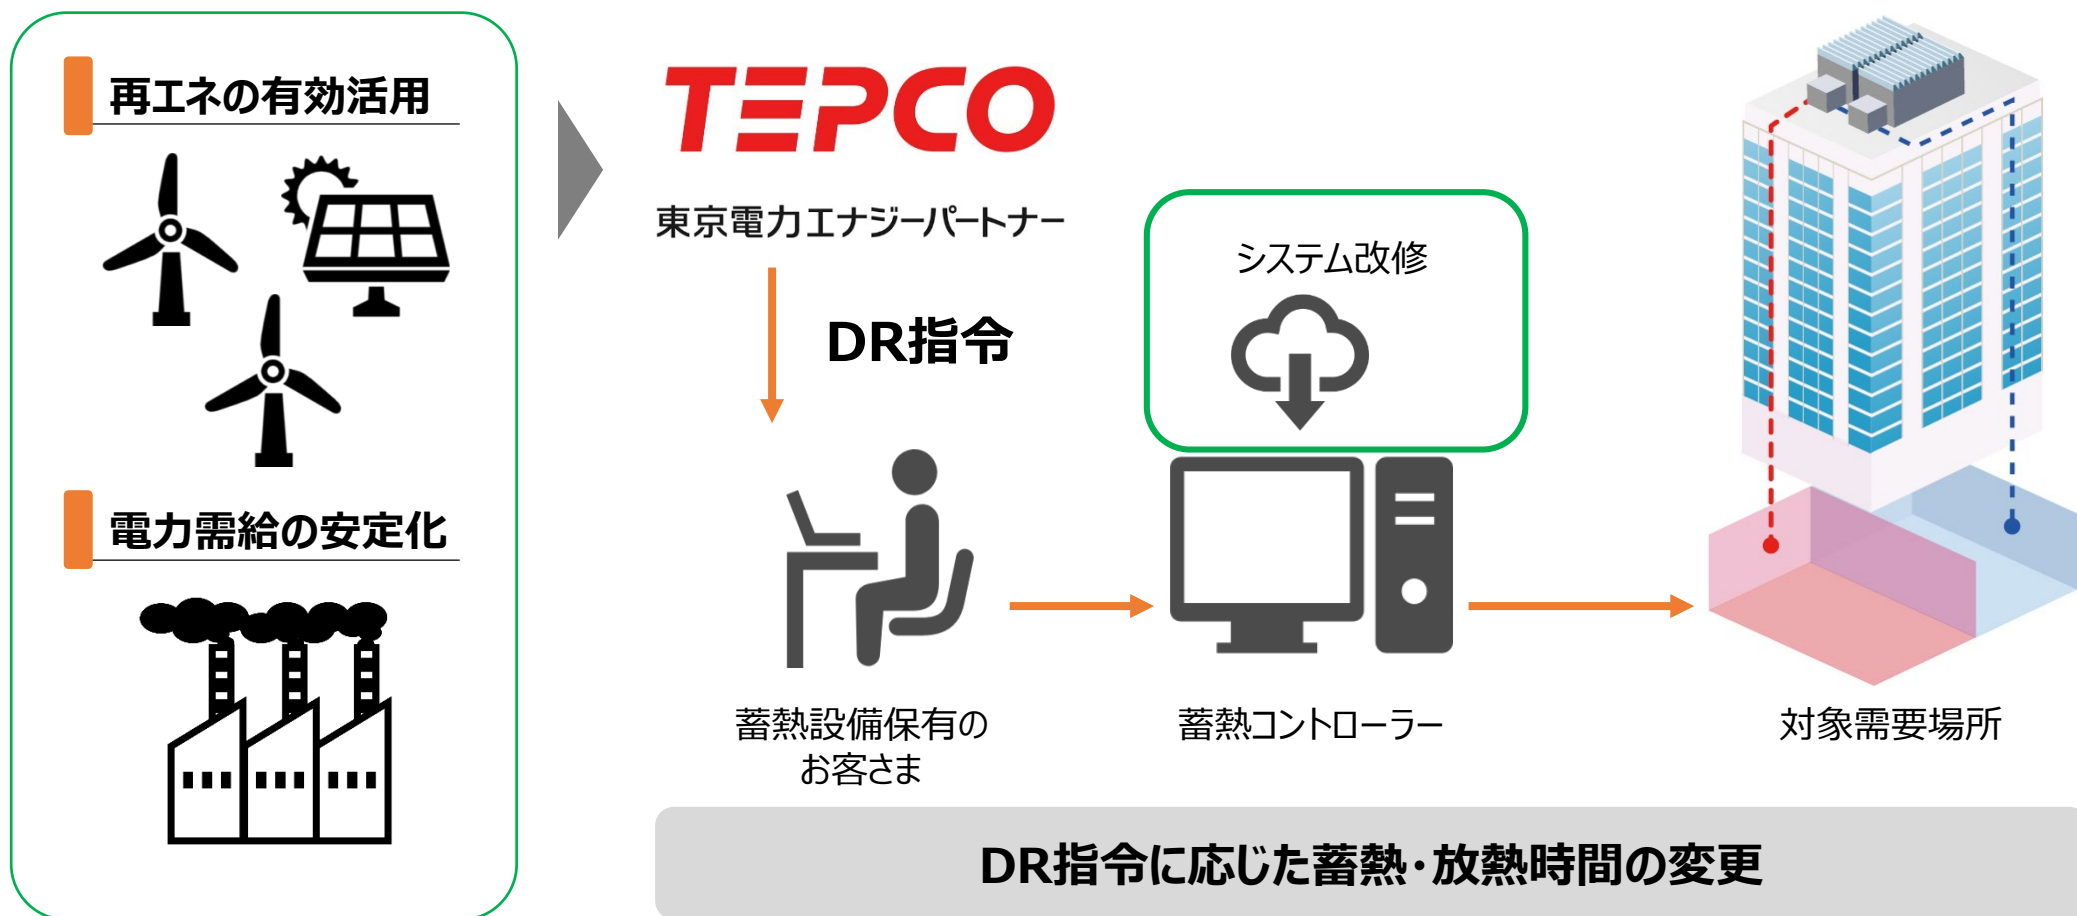 再エネの有効活用
電力需給の安定化
TEPCO
東京電力エナジーパートナー
DR指令
システム改修
蓄熱設備保有の
お客さま
蓄熱コントローラー
対象需要場所
DR指令に応じた蓄熱・放熱時間の変更